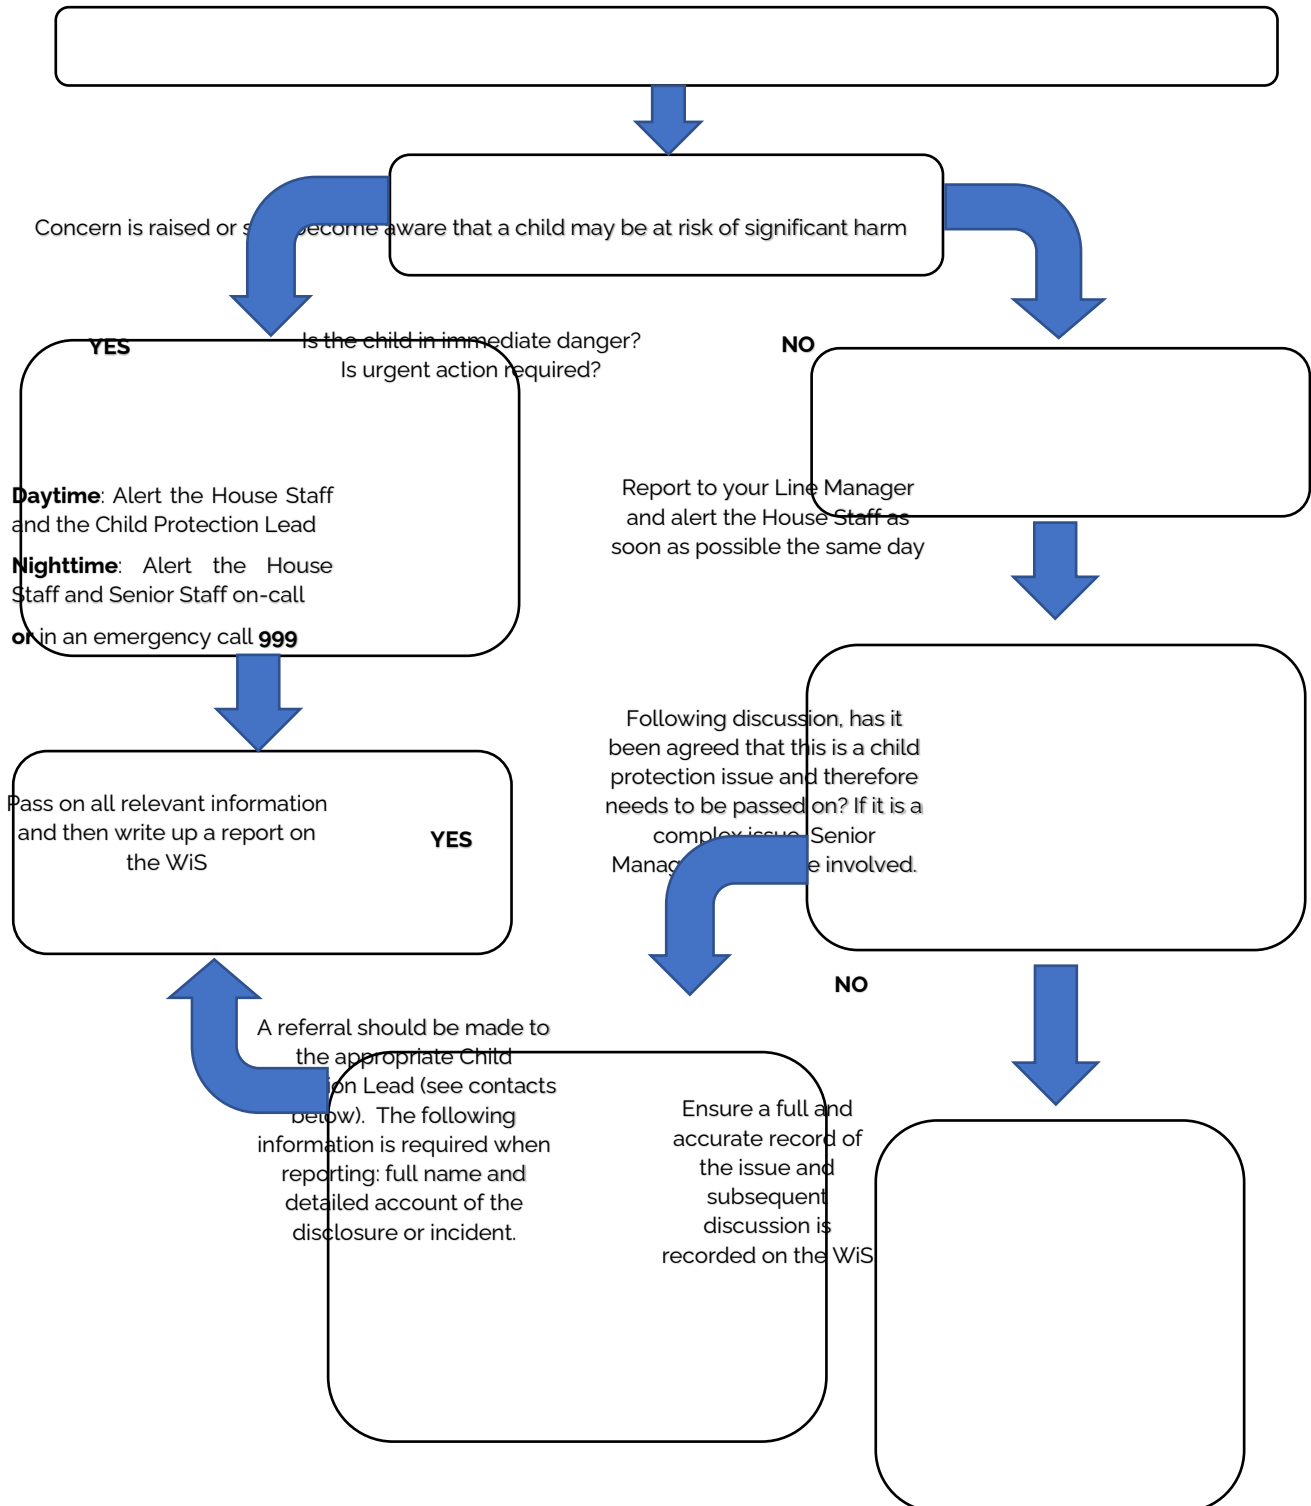 Concern is raised or become aware that a child may be at risk of significant harm
YES
Is the child in immediate danger?
Is urgent action required?
NO
Daytime: Alert the House Staff
and the Child Protection Lead
Nighttime: Alert the House
Staff and Senior Staff on-call
or in an emergency call 999
Report to your Line Manager
and alert the House Staff as
soon as possible the same day
Following discussion, has it
been agreed that this is a child
protection issue and therefore
needs to be passed on? If it is a
complex issue, Senior
involved.
Pass on all relevant information
and then write up a report on
the WiS
YES
NO
A referral should be made to
the appropriate Child
Lead (see contacts
below). The following
information is required when
reporting: full name and
detailed account of the
disclosure or incident.
Ensure a full and
accurate record of
the issue and
subsequent
discussion is
recorded on the WiS